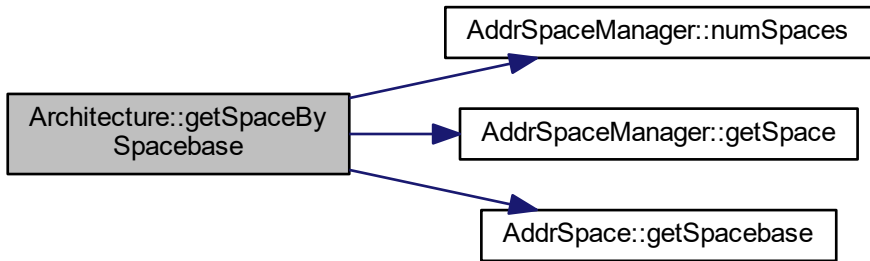 AddrSpaceManager::numSpaces
Architecture::getSpaceBy
Spacebase
AddrSpaceManager::getSpace
AddrSpace::getSpacebase